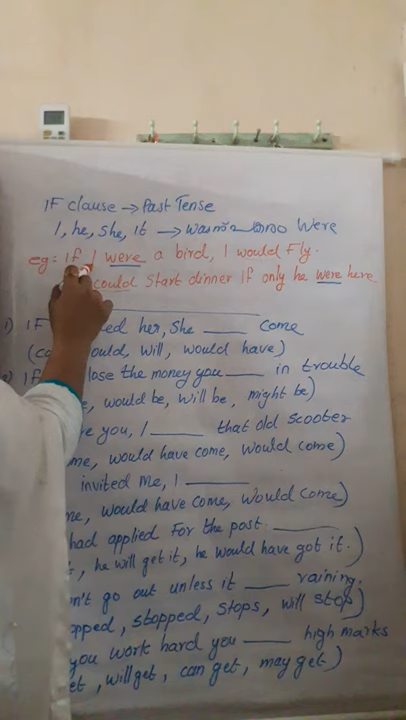 IF clause → Past Tense
I, he, she, it → Were
eg: If I were a bird, I would Fly.
could start dinner if only he were here
1) IF her, she ____ come
ould, will, would have)
IF lose the money you ____ in trouble
would be, will be, might be)
you, I ____ that old scooter
me, would have come, would come)
invited me, I ____
me, would have come, would come)
had applied For the post. ____
, he will get it, he would have got it.)
n't go out unless it ____ raining.
opped, stopped, stops, will stop)
you work hard you ____ high marks
et, will get, can get, may get)